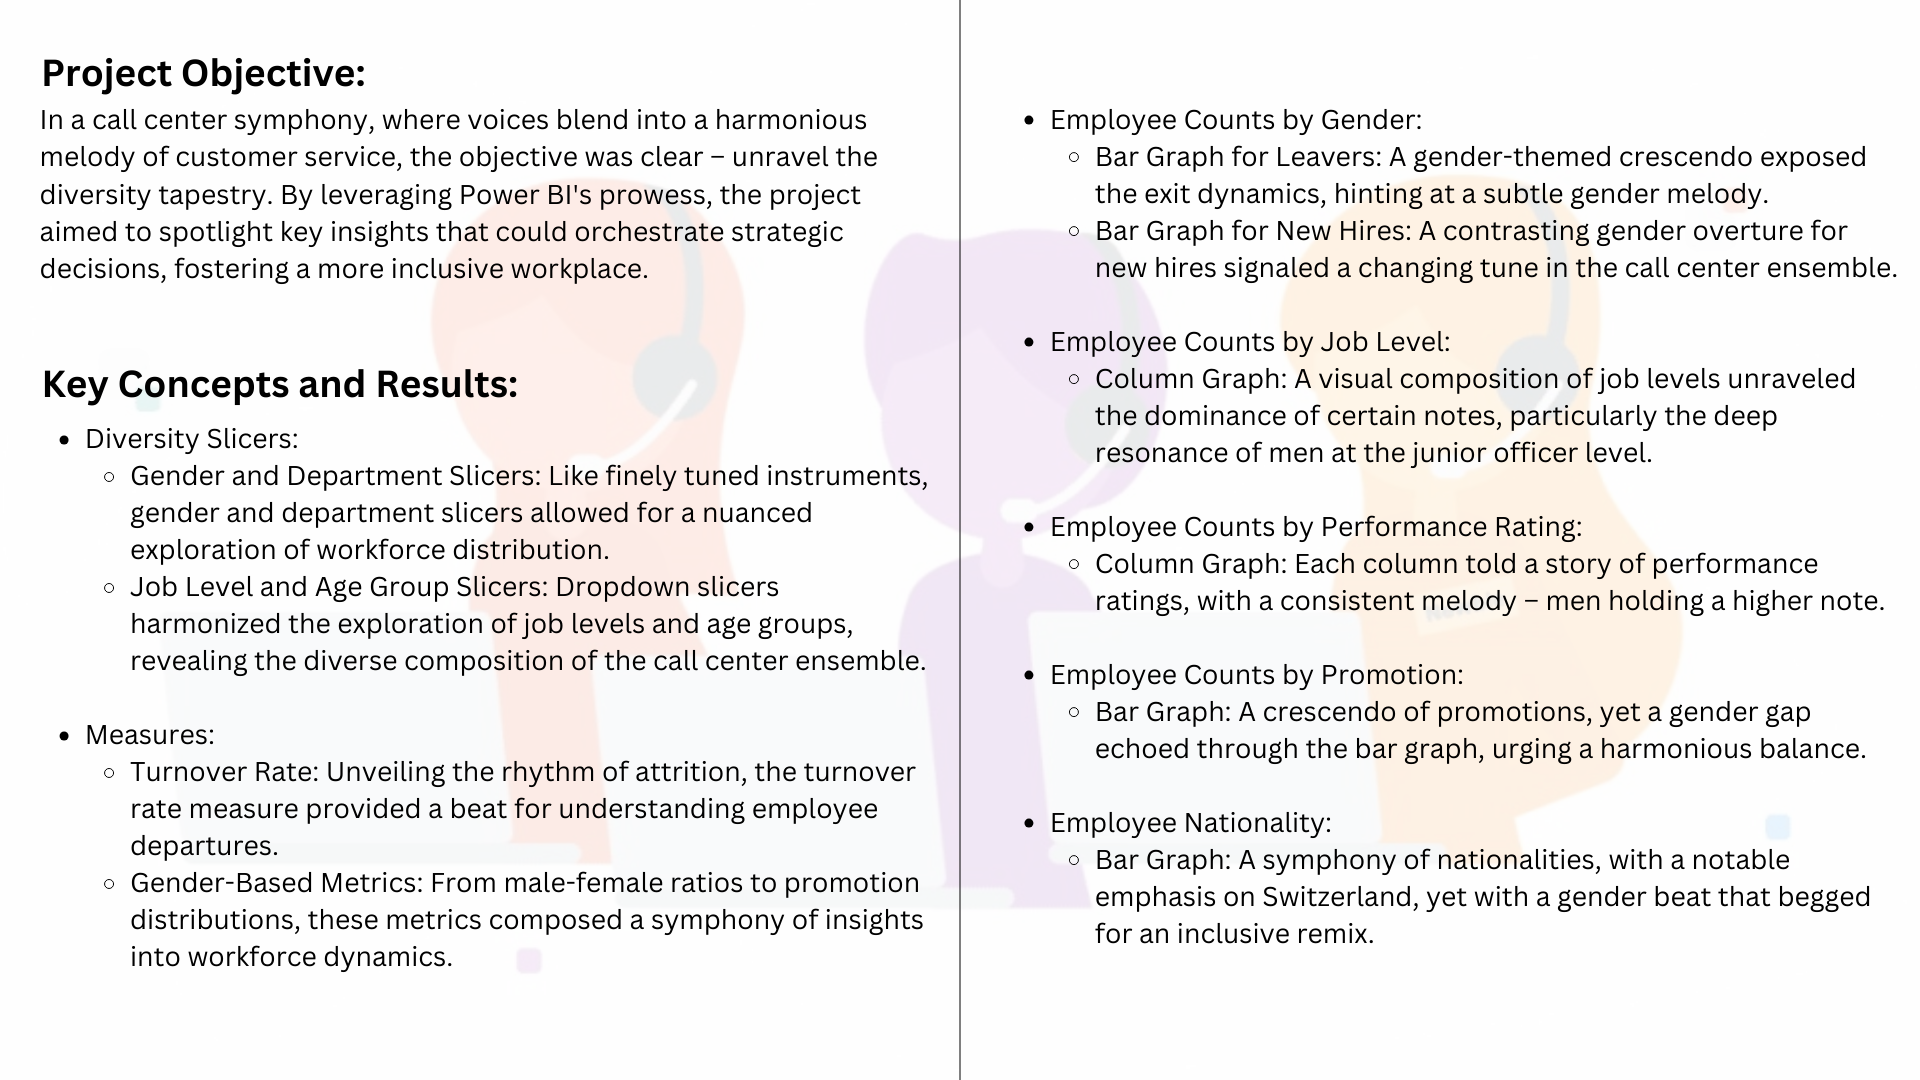 Project Objective:
In a call center symphony, where voices blend into a harmonious
melody of customer service, the objective was clear – unravel the
diversity tapestry. By leveraging Power BI's prowess, the project
aimed to spotlight key insights that could orchestrate strategic
decisions, fostering a more inclusive workplace.
Key Concepts and Results:
• Diversity Slicers:
○ Gender and Department Slicers: Like finely tuned instruments,
gender and department slicers allowed for a nuanced
exploration of workforce distribution.
○ Job Level and Age Group Slicers: Dropdown slicers
harmonized the exploration of job levels and age groups,
revealing the diverse composition of the call center ensemble.
• Measures:
○ Turnover Rate: Unveiling the rhythm of attrition, the turnover
rate measure provided a beat for understanding employee
departures.
○ Gender-Based Metrics: From male-female ratios to promotion
distributions, these metrics composed a symphony of insights
into workforce dynamics.
• Employee Counts by Gender:
○ Bar Graph for Leavers: A gender-themed crescendo exposed
the exit dynamics, hinting at a subtle gender melody.
○ Bar Graph for New Hires: A contrasting gender overture for
new hires signaled a changing tune in the call center ensemble.
• Employee Counts by Job Level:
○ Column Graph: A visual composition of job levels unraveled
the dominance of certain notes, particularly the deep
resonance of men at the junior officer level.
• Employee Counts by Performance Rating:
○ Column Graph: Each column told a story of performance
ratings, with a consistent melody – men holding a higher note.
• Employee Counts by Promotion:
○ Bar Graph: A crescendo of promotions, yet a gender gap
echoed through the bar graph, urging a harmonious balance.
• Employee Nationality:
○ Bar Graph: A symphony of nationalities, with a notable
emphasis on Switzerland, yet with a gender beat that begged
for an inclusive remix.